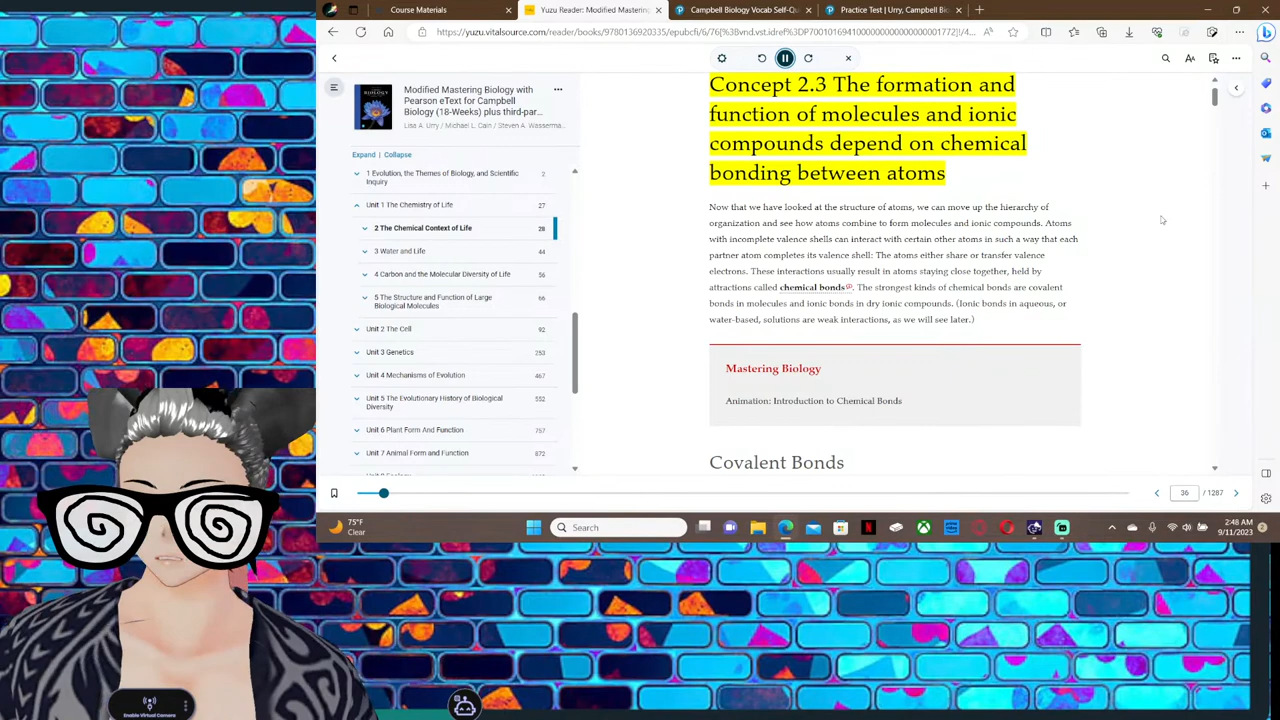 Course Materials
Yuzu Reader: Modified Mastering
Campbell Bio Vocab Self-Quiz
Practice Test | Urry, Campbell Bio
https://yuzu.vitalsource.com/reader/books/9780136920335/epubcfi/6/76[%3Bvnd.vst.idref%3DP7001016941000000000000000001772]!/4...
Modified Mastering Biology with
Pearson eText for Campbell
Biology (18-Weeks) plus third-par...
Lisa A. Urry / Michael L. Cain / Steven A. Wasserma...
Expand | Collapse
1 Evolution, the Themes of Biology, and Scientific Inquiry 2
Unit 1 The Chemistry of Life 27
2 The Chemical Context of Life 28
3 Water and Life 44
4 Carbon and the Molecular Diversity of Life 56
5 The Structure and Function of Large Biological Molecules 66
Unit 2 The Cell 92
Unit 3 Genetics 253
Unit 4 Mechanisms of Evolution 467
Unit 5 The Evolutionary History of Biological Diversity 552
Unit 6 Plant Form And Function 757
Unit 7 Animal Form and Function 872
Concept 2.3 The formation and
function of molecules and ionic
compounds depend on chemical
bonding between atoms
Now that we have looked at the structure of atoms, we can move up the hierarchy of
organization and see how atoms combine to form molecules and ionic compounds. Atoms
with incomplete valence shells can interact with certain other atoms in such a way that each
partner atom completes its valence shell: The atoms either share or transfer valence
electrons. These interactions usually result in atoms staying close together, held by
attractions called chemical bonds. The strongest kinds of chemical bonds are covalent
bonds in molecules and ionic bonds in dry ionic compounds. (Ionic bonds in aqueous, or
water-based, solutions are weak interactions, as we will see later.)
Mastering Biology
Animation: Introduction to Chemical Bonds
Covalent Bonds
36 / 1287
75°F
Clear
Search
2:48 AM
9/11/2023
Enable Virtual Camera